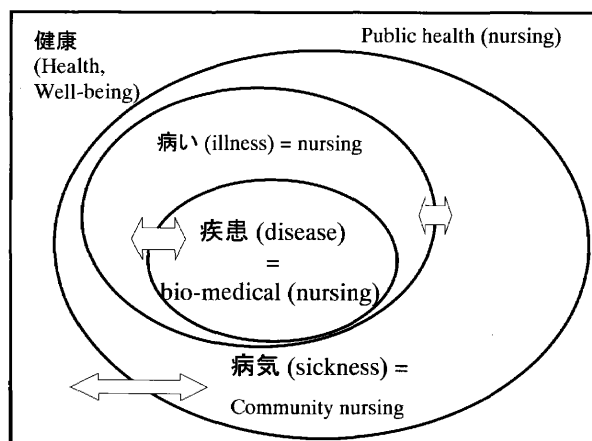 健康
(Health,
Well-being)
Public health (nursing)
病い (illness) = nursing
疾患 (disease)
=
bio-medical (nursing)
病気 (sickness) =
Community nursing